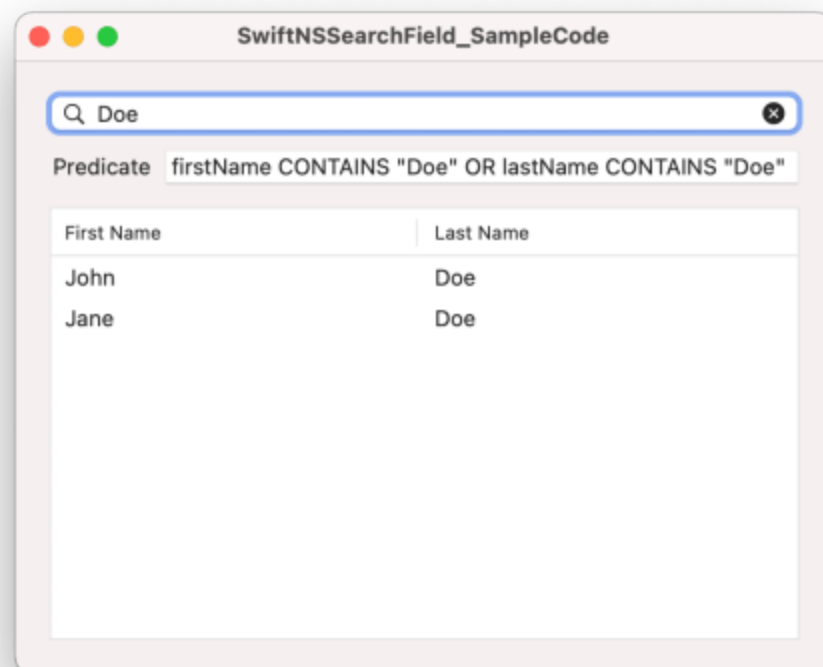 SwiftNSSearchField_SampleCode
Doe
Predicate firstName CONTAINS "Doe" OR lastName CONTAINS "Doe"
First Name Last Name
John Doe
Jane Doe